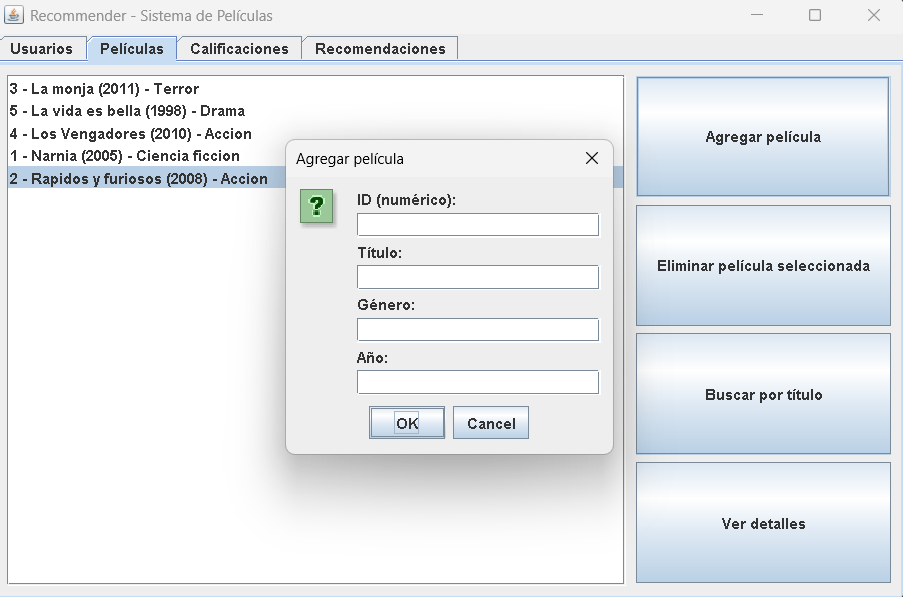 Recommender - Sistema de Películas
Usuarios
Películas
Calificaciones
Recomendaciones
3 - La monja (2011) - Terror
5 - La vida es bella (1998) - Drama
4 - Los Vengadores (2010) - Accion
1 - Narnia (2005) - Ciencia ficcion
2 - Rapidos y furiosos (2008) - Accion
Agregar película
?
ID (numérico):
Título:
Género:
Año:
OK
Cancel
Agregar película
Eliminar película seleccionada
Buscar por título
Ver detalles